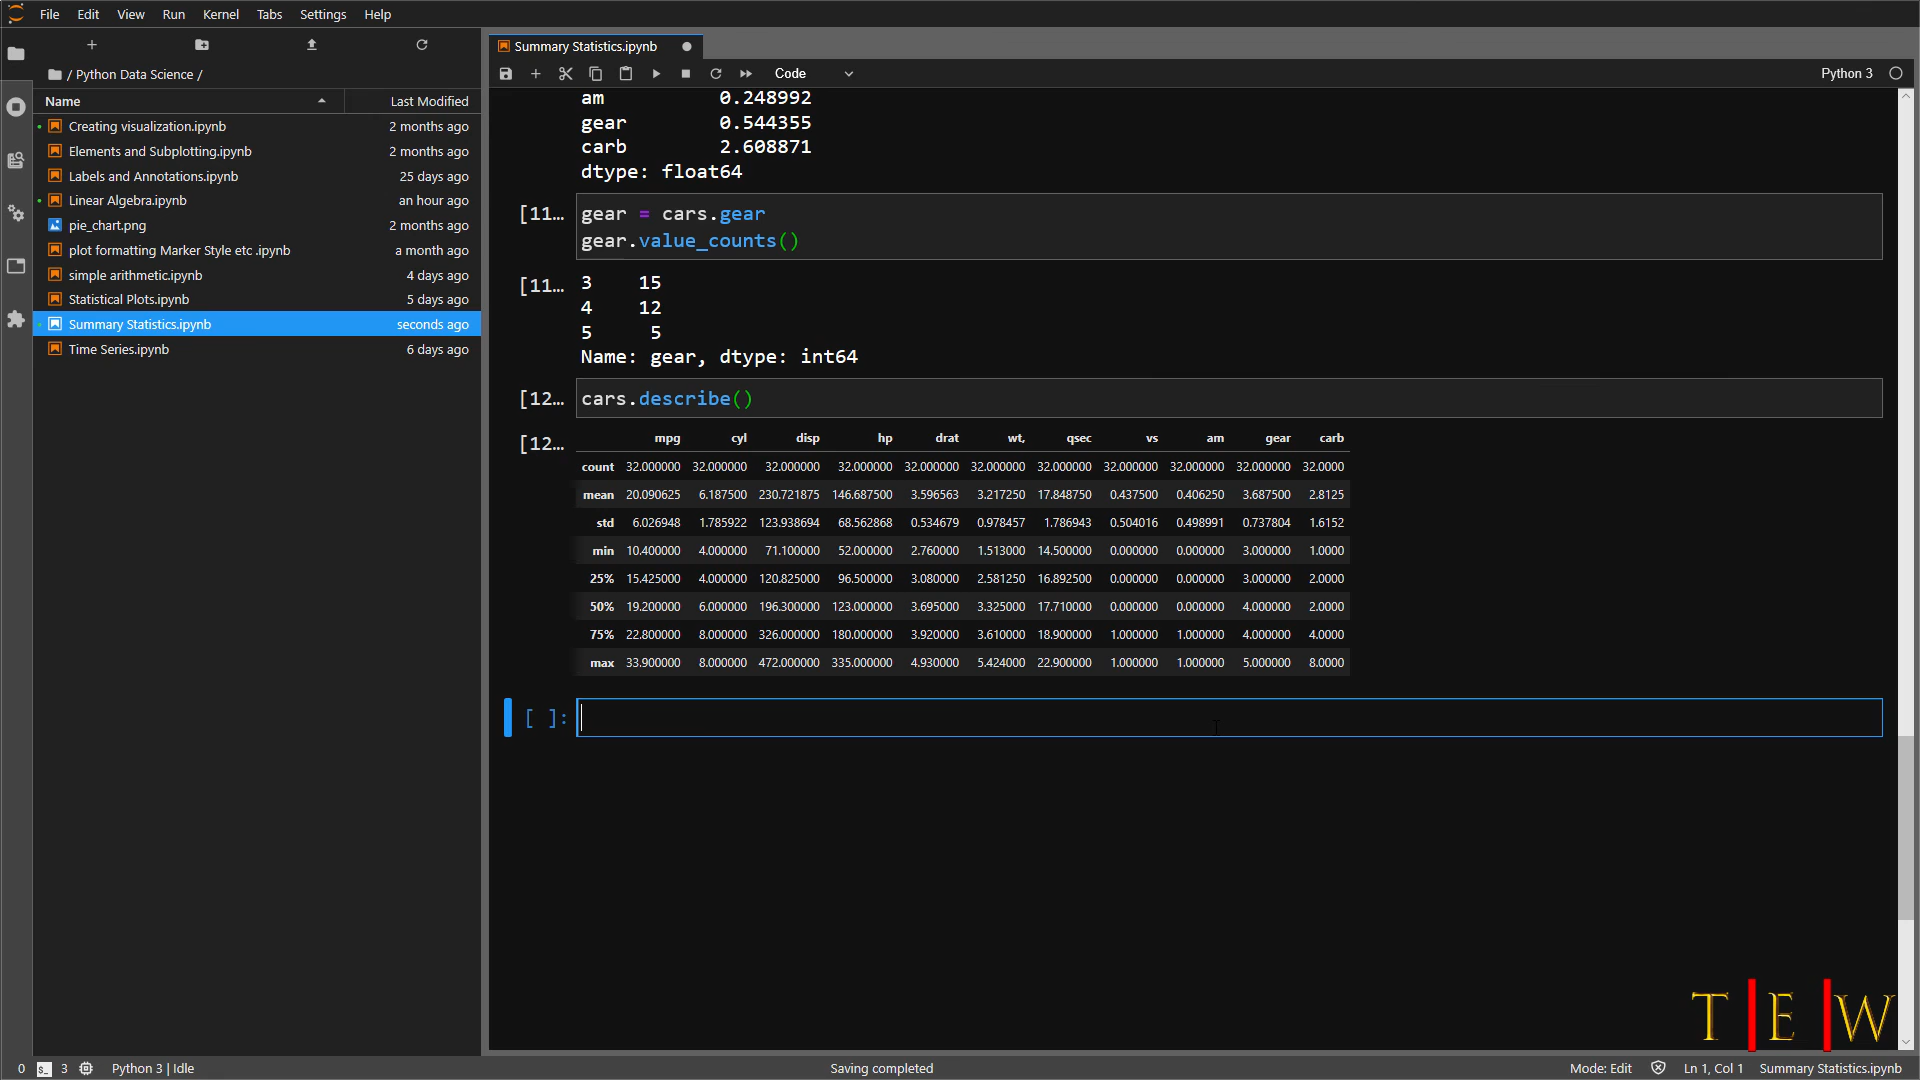 File Edit View Run Kernel Tabs Settings Help
/ Python Data Science /
Name Last Modified
Creating visualization.ipynb 2 months ago
Elements and Subplotting.ipynb 2 months ago
Labels and Annotations.ipynb 25 days ago
Linear Algebra.ipynb an hour ago
pie_chart.png 2 months ago
plot formatting Marker Style etc .ipynb a month ago
simple arithmetic.ipynb 4 days ago
Statistical Plots.ipynb 5 days ago
Summary Statistics.ipynb seconds ago
Time Series.ipynb 6 days ago
Summary Statistics.ipynb
Code Python 3
am 0.248992
gear 0.544355
carb 2.608871
dtype: float64
[11… gear = cars.gear
gear.value_counts()
[11… 3 15
4 12
5 5
Name: gear, dtype: int64
[12… cars.describe()
[12… mpg cyl disp hp drat wt, qsec vs am gear carb
count 32.000000 32.000000 32.000000 32.000000 32.000000 32.000000 32.000000 32.000000 32.000000 32.000000 32.0000
mean 20.090625 6.187500 230.721875 146.687500 3.596563 3.217250 17.848750 0.437500 0.406250 3.687500 2.8125
std 6.026948 1.785922 123.938694 68.562868 0.534679 0.978457 1.786943 0.504016 0.498991 0.737804 1.6152
min 10.400000 4.000000 71.100000 52.000000 2.760000 1.513000 14.500000 0.000000 0.000000 3.000000 1.0000
25% 15.425000 4.000000 120.825000 96.500000 3.080000 2.581250 16.892500 0.000000 0.000000 3.000000 2.0000
50% 19.200000 6.000000 196.300000 123.000000 3.695000 3.325000 17.710000 0.000000 0.000000 4.000000 2.0000
75% 22.800000 8.000000 326.000000 180.000000 3.920000 3.610000 18.900000 1.000000 1.000000 4.000000 4.0000
max 33.900000 8.000000 472.000000 335.000000 4.930000 5.424000 22.900000 1.000000 1.000000 5.000000 8.0000
[ ]:
T|E|W
0 s_ 3 Python 3 | Idle Saving completed Mode: Edit Ln 1, Col 1 Summary Statistics.ipynb